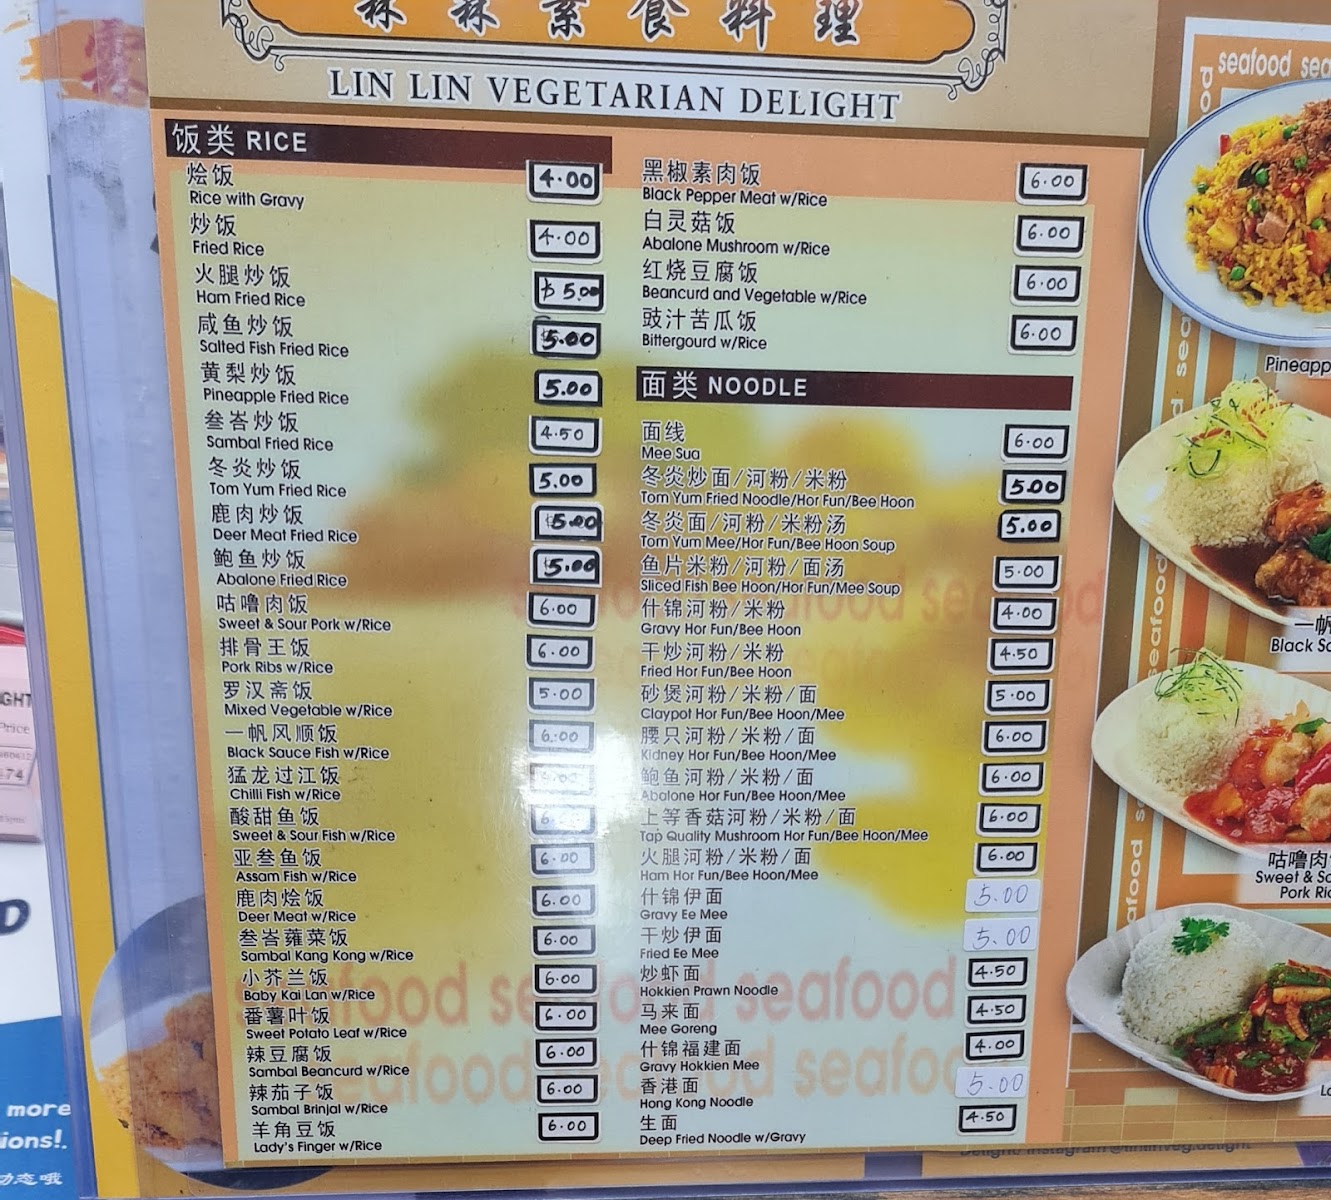 森森素食料理
LIN LIN VEGETARIAN DELIGHT
饭类 RICE
烩饭 4.00
Rice with Gravy
炒饭 4.00
Fried Rice
火腿炒饭 $5.00
Ham Fried Rice
咸鱼炒饭 5.00
Salted Fish Fried Rice
黄梨炒饭 5.00
Pineapple Fried Rice
叁峇炒饭 4.50
Sambal Fried Rice
冬炎炒饭 5.00
Tom Yum Fried Rice
鹿肉炒饭 5.00
Deer Meat Fried Rice
鲍鱼炒饭 5.00
Abalone Fried Rice
咕噜肉饭 6.00
Sweet & Sour Pork w/Rice
排骨王饭 6.00
Pork Ribs w/Rice
罗汉斋饭 5.00
Mixed Vegetable w/Rice
一帆风顺饭 6.00
Black Sauce Fish w/Rice
猛龙过江饭
Chilli Fish w/Rice
酸甜鱼饭
Sweet & Sour Fish w/Rice
亚叁鱼饭 6.00
Assam Fish w/Rice
鹿肉烩饭 6.00
Deer Meat w/Rice
叁峇蕹菜饭 6.00
Sambal Kang Kong w/Rice
小芥兰饭 6.00
Baby Kai Lan w/Rice
番薯叶饭 6.00
Sweet Potato Leaf w/Rice
辣豆腐饭 6.00
Sambal Beancurd w/Rice
辣茄子饭 6.00
Sambal Brinjal w/Rice
羊角豆饭 6.00
Lady's Finger w/Rice
黑椒素肉饭 6.00
Black Pepper Meat w/Rice
白灵菇饭 6.00
Abalone Mushroom w/Rice
红烧豆腐饭 6.00
Beancurd and Vegetable w/Rice
豉汁苦瓜饭 6.00
Bittergourd w/Rice
面类 NOODLE
面线 6.00
Mee Sua
冬炎炒面/河粉/米粉 5.00
Tom Yum Fried Noodle/Hor Fun/Bee Hoon
冬炎面/河粉/米粉汤 5.00
Tom Yum Mee/Hor Fun/Bee Hoon Soup
鱼片米粉/河粉/面汤 5.00
Sliced Fish Bee Hoon/Hor Fun/Mee Soup
什锦河粉/米粉 4.00
Gravy Hor Fun/Bee Hoon
干炒河粉/米粉 4.50
Fried Hor Fun/Bee Hoon
砂煲河粉/米粉/面 5.00
Claypot Hor Fun/Bee Hoon/Mee
腰只河粉/米粉/面 6.00
Kidney Hor Fun/Bee Hoon/Mee
鲍鱼河粉/米粉/面 6.00
Abalone Hor Fun/Bee Hoon/Mee
上等香菇河粉/米粉/面 6.00
Top Quality Mushroom Hor Fun/Bee Hoon/Mee
火腿河粉/米粉/面 6.00
Ham Hor Fun/Bee Hoon/Mee
什锦伊面 5.00
Gravy Ee Mee
干炒伊面 5.00
Fried Ee Mee
炒虾面 4.50
Hokkien Prawn Noodle
马来面 4.50
Mee Goreng
什锦福建面 4.00
Gravy Hokkien Mee
香港面 5.00
Hong Kong Noodle
生面 4.50
Deep Fried Noodle w/Gravy
seafood sea
Pineapp
一帆
Black Sa
咕噜肉
Sweet & So
Pork Ric
seafood seafood seafood
seafood seafood seafood
GHT
Price
74
D
more
ions!
动态哦